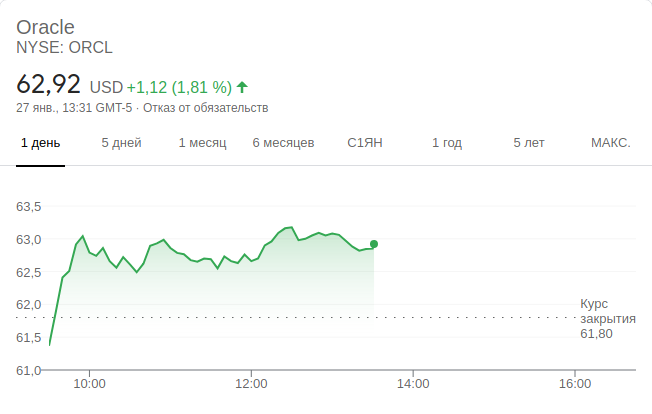 Oracle
NYSE: ORCL
62,92 USD +1,12 (1,81 %)
27 янв., 13:31 GMT-5 · Отказ от обязательств
1 день 5 дней 1 месяц 6 месяцев С1ЯН 1 год 5 лет МАКС.
63,5
63,0
62,5
62,0
61,5
61,0
Курс
закрытия
61,80
10:00 12:00 14:00 16:00